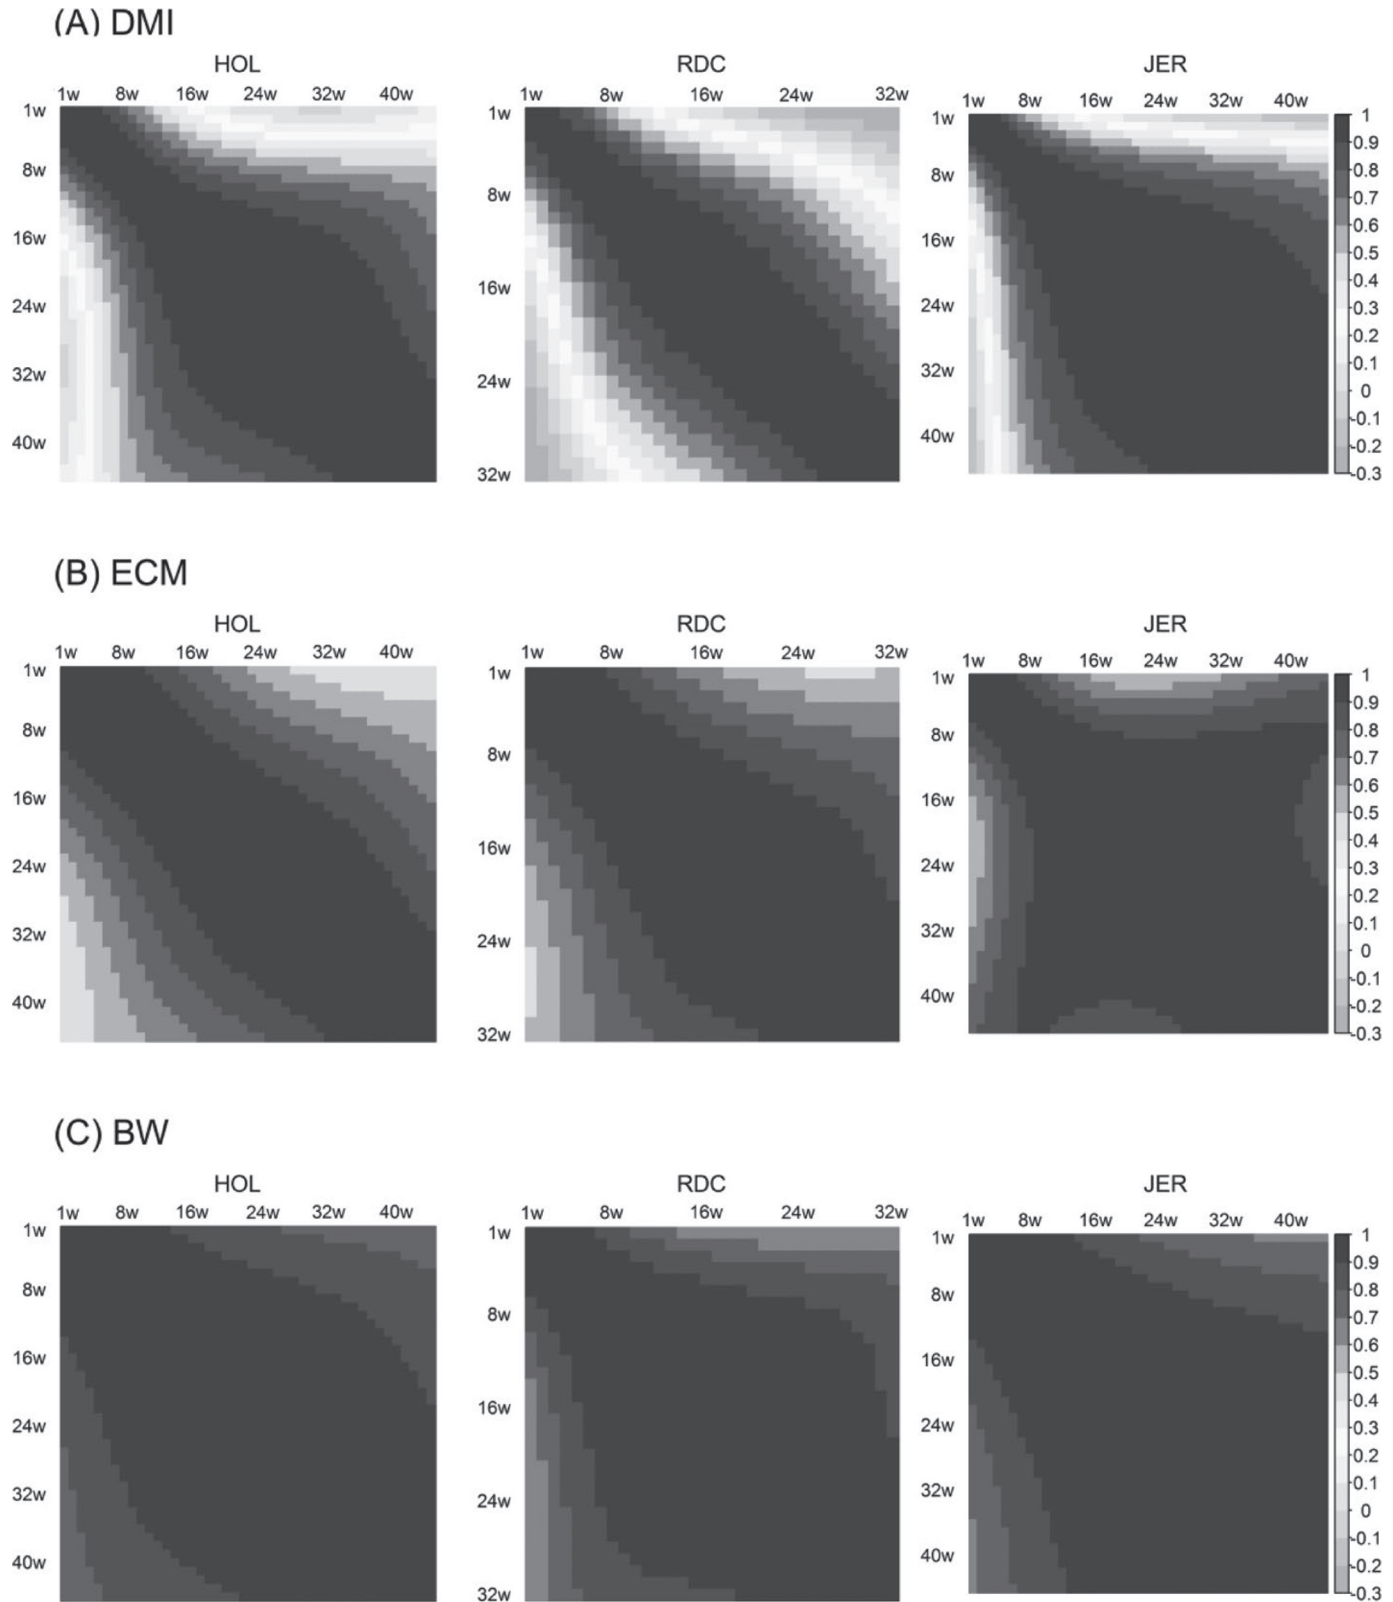 (A) DMI
HOL
RDC
JER
1w 8w 16w 24w 32w 40w
1w 8w 16w 24w 32w
1w 8w 16w 24w 32w 40w
1w
8w
16w
24w
32w
40w
1w
8w
16w
24w
32w
1w
8w
16w
24w
32w
40w
1
0.9
0.8
0.7
0.6
0.5
0.4
0.3
0.2
0.1
0
-0.1
-0.2
-0.3
(B) ECM
HOL
RDC
JER
1w 8w 16w 24w 32w 40w
1w 8w 16w 24w 32w
1w 8w 16w 24w 32w 40w
1w
8w
16w
24w
32w
40w
1w
8w
16w
24w
32w
1w
8w
16w
24w
32w
40w
1
0.9
0.8
0.7
0.6
0.5
0.4
0.3
0.2
0.1
0
-0.1
-0.2
-0.3
(C) BW
HOL
RDC
JER
1w 8w 16w 24w 32w 40w
1w 8w 16w 24w 32w
1w 8w 16w 24w 32w 40w
1w
8w
16w
24w
32w
40w
1w
8w
16w
24w
32w
1w
8w
16w
24w
32w
40w
1
0.9
0.8
0.7
0.6
0.5
0.4
0.3
0.2
0.1
0
-0.1
-0.2
-0.3